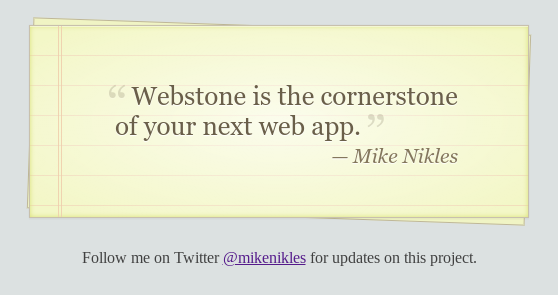 “ Webstone is the cornerstone
of your next web app. ”
— Mike Nikles
Follow me on Twitter @mikenikles for updates on this project.